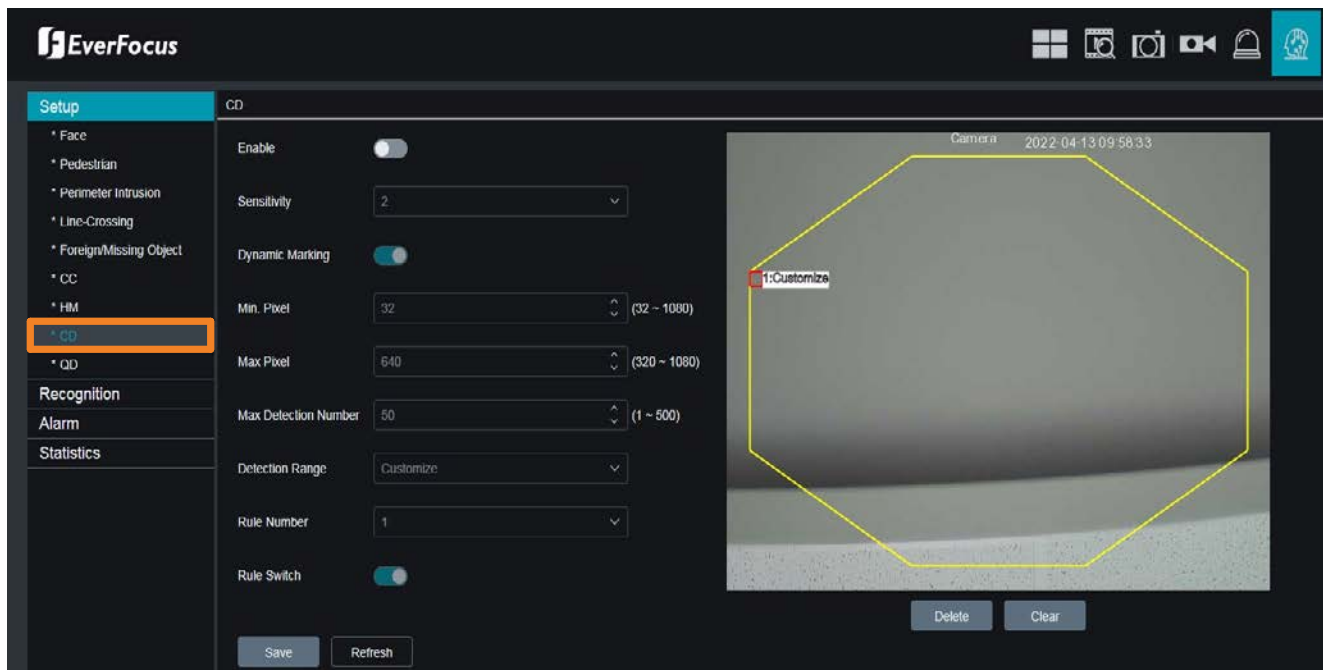 EverFocus
Setup
* Face
* Pedestrian
* Perimeter Intrusion
* Line-Crossing
* Foreign/Missing Object
* CC
* HM
* CD
* QD
Recognition
Alarm
Statistics
CD
Enable
Sensitivity 2
Dynamic Marking
Min. Pixel 32 (32 ~ 1080)
Max Pixel 640 (320 ~ 1080)
Max Detection Number 50 (1 ~ 500)
Detection Range Customize
Rule Number 1
Rule Switch
Save Refresh
Camera 2022-04-13 09:58:33
1:Customize
Delete Clear